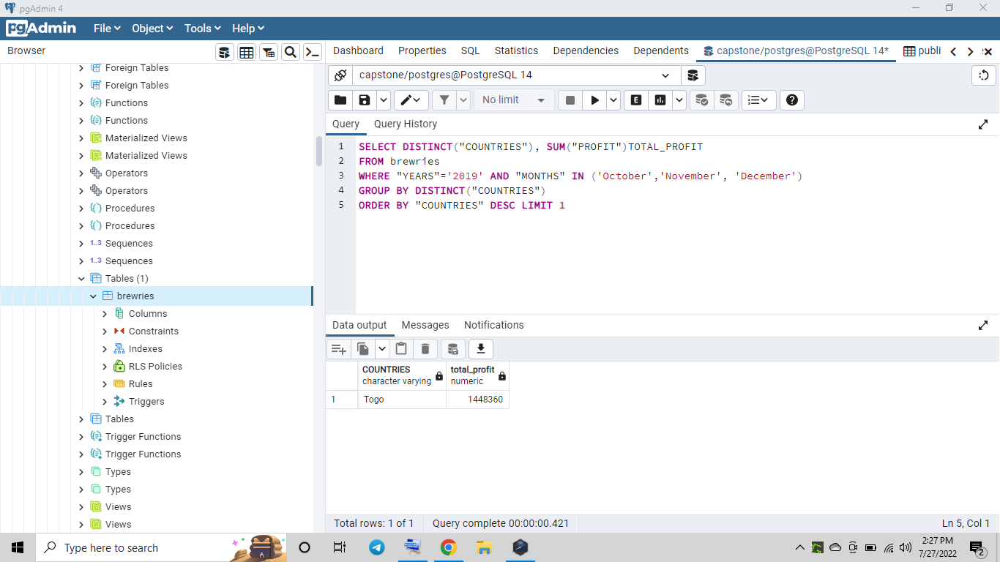 pgAdmin 4
pgAdmin File Object Tools Help
Browser
Dashboard Properties SQL Statistics Dependencies Dependents capstone/postgres@PostgreSQL 14* publi
Foreign Tables
Foreign Tables
Functions
Functions
Materialized Views
Materialized Views
Operators
Operators
Procedures
Procedures
1..3 Sequences
1..3 Sequences
Tables (1)
brewries
Columns
Constraints
Indexes
RLS Policies
Rules
Triggers
Tables
Trigger Functions
Trigger Functions
Types
Types
Views
Views
capstone/postgres@PostgreSQL 14
No limit
E
Query Query History
1 SELECT DISTINCT("COUNTRIES"), SUM("PROFIT")TOTAL_PROFIT
2 FROM brewries
3 WHERE "YEARS"='2019' AND "MONTHS" IN ('October','November', 'December')
4 GROUP BY DISTINCT("COUNTRIES")
5 ORDER BY "COUNTRIES" DESC LIMIT 1
Data output Messages Notifications
COUNTRIES total_profit
character varying numeric
1 Togo 1448360
Total rows: 1 of 1 Query complete 00:00:00.421 Ln 5, Col 1
Type here to search
2:27 PM
7/27/2022
2